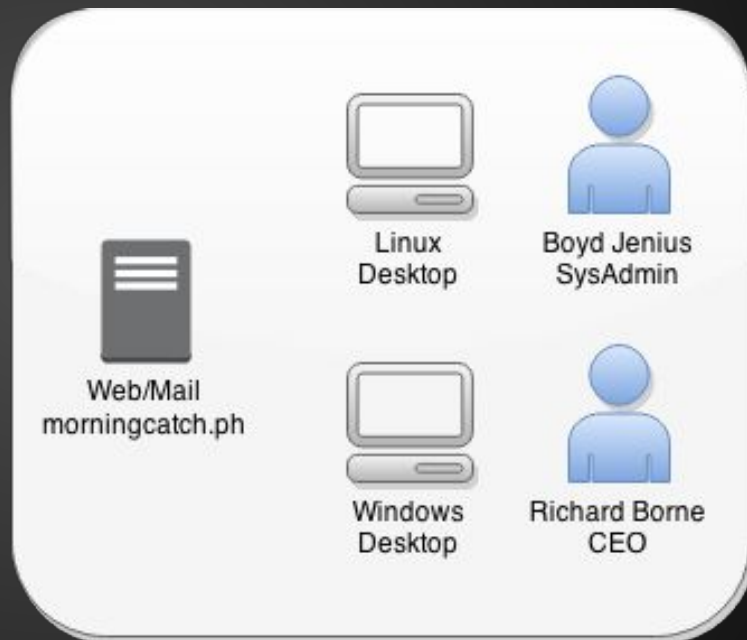 Linux
Desktop
Boyd Jenius
SysAdmin
Web/Mail
morningcatch.ph
Windows
Desktop
Richard Borne
CEO